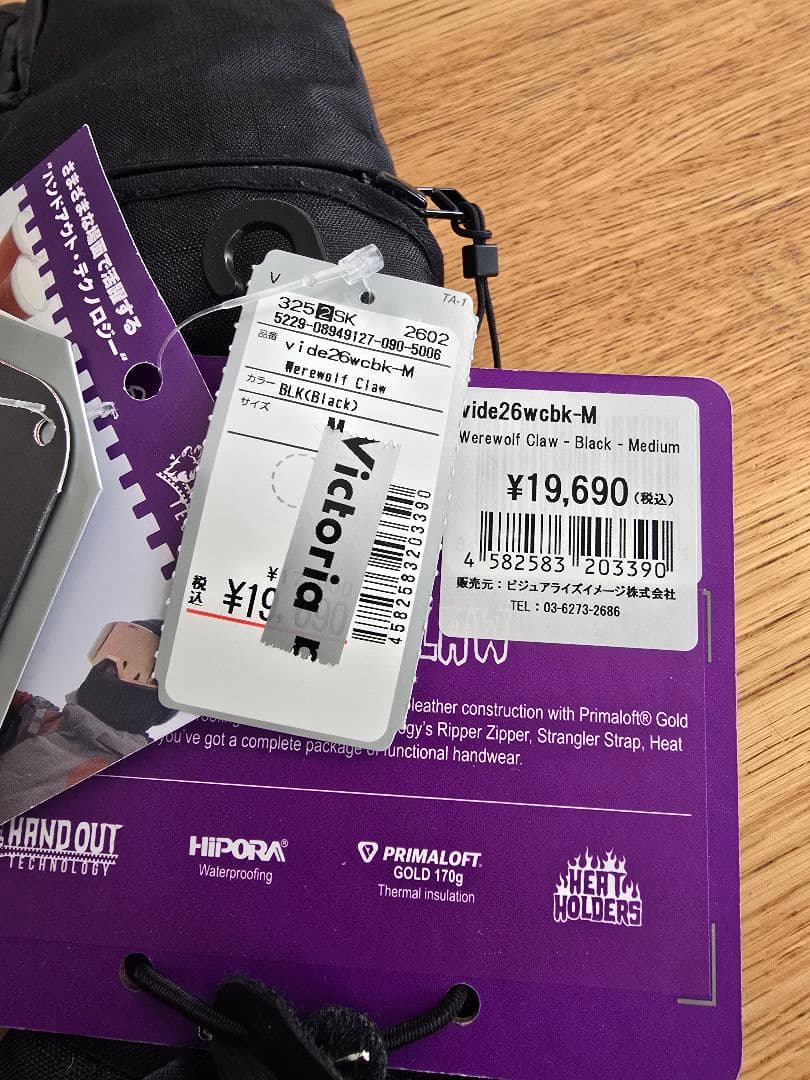 さまざまな場面で活躍する
"ハンドアウト・テクノロジー"
TA-1
3252SK 2602
5229-08949127-090-5006
品番 vide26wcbk-M
Werewolf Claw
カラー BLK(Black)
サイズ
Victoria
税込
¥19,690
4582583203390
vide26wcbk-M
Werewolf Claw - Black - Medium
¥19,690(税込)
4 582583 203390
販売元：ビジュアライズイメージ株式会社
TEL：03-6273-2686
leather construction with Primaloft® Gold
Ripper Zipper, Strangler Strap, Heat
you've got a complete package of functional handwear.
HAND OUT
TECHNOLOGY
HiPORA®
Waterproofing
PRIMALOFT
GOLD 170g
Thermal insulation
HEAT
HOLDERS